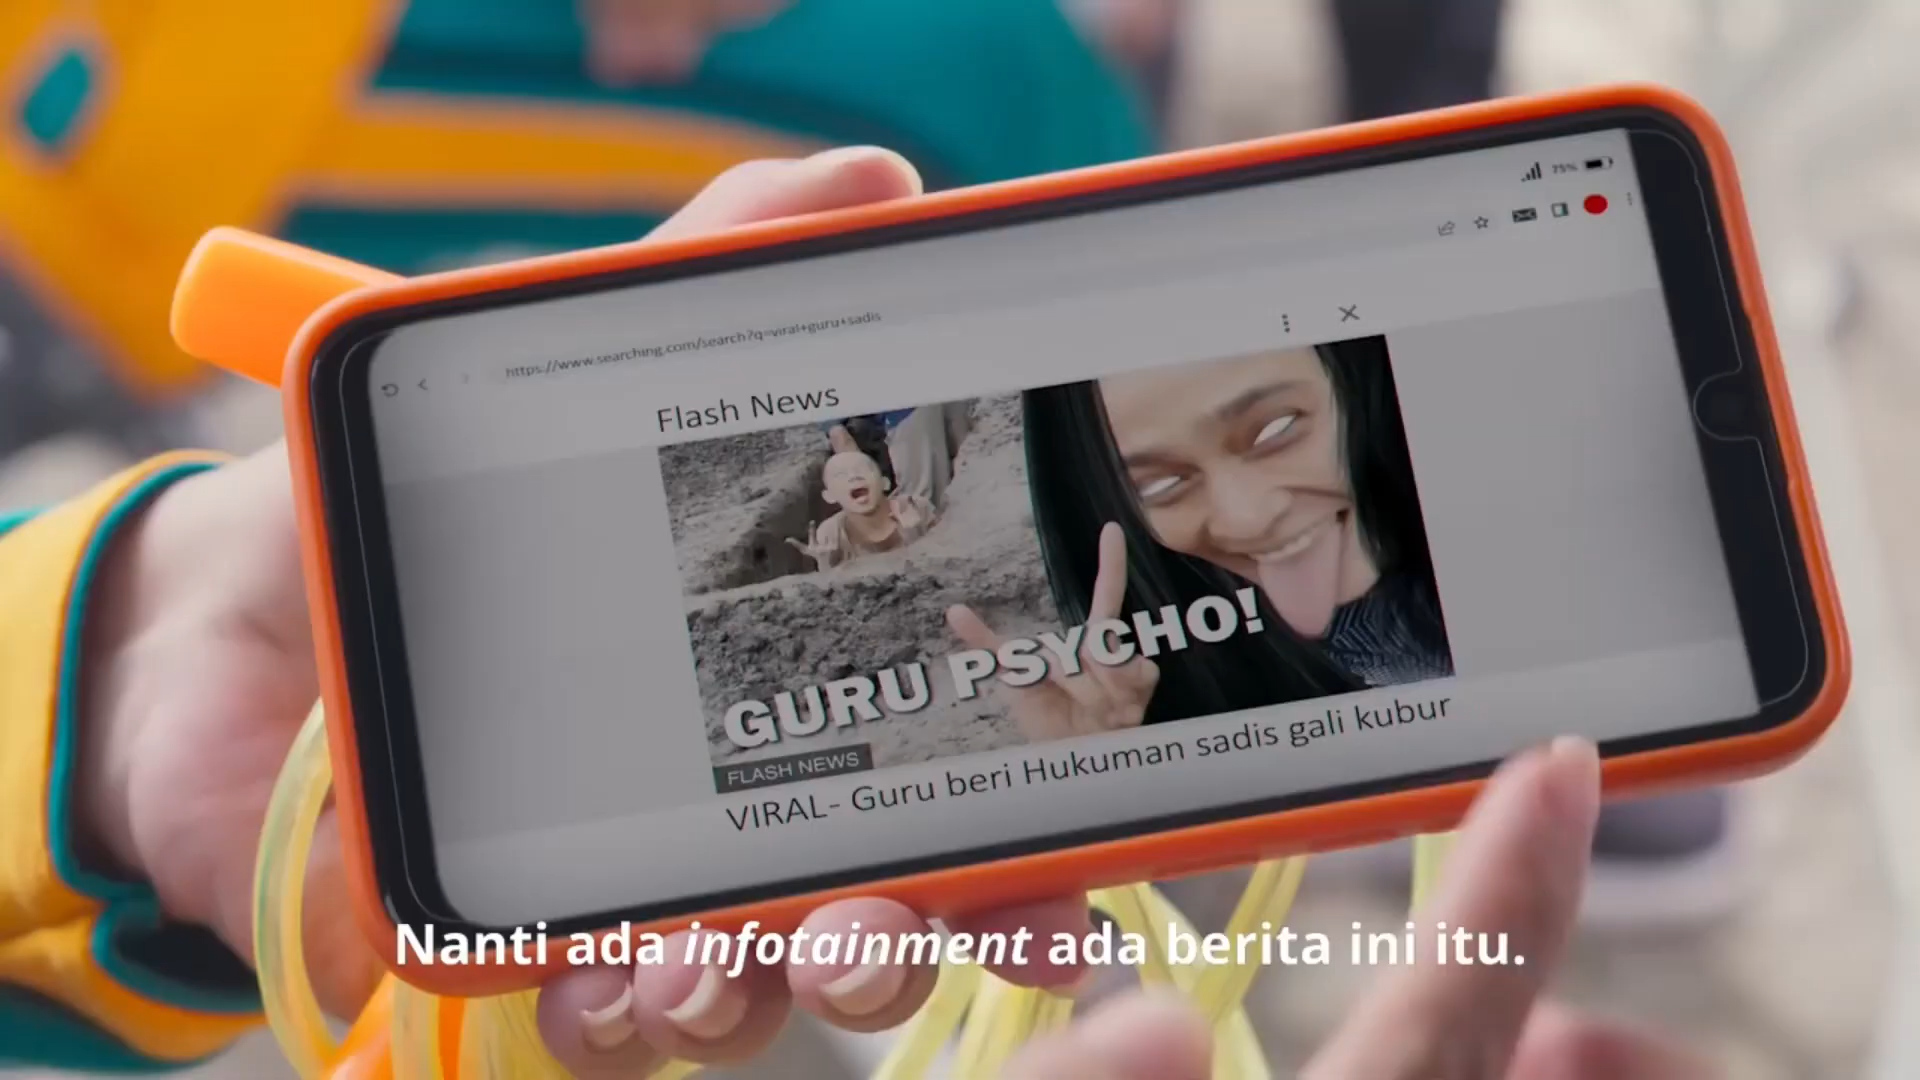 75%
https://www.searching.com/search?q=viral+guru+sadis
Flash News
GURU PSYCHO!
FLASH NEWS
VIRAL- Guru beri Hukuman sadis gali kubur
Nanti ada infotainment ada berita ini itu.